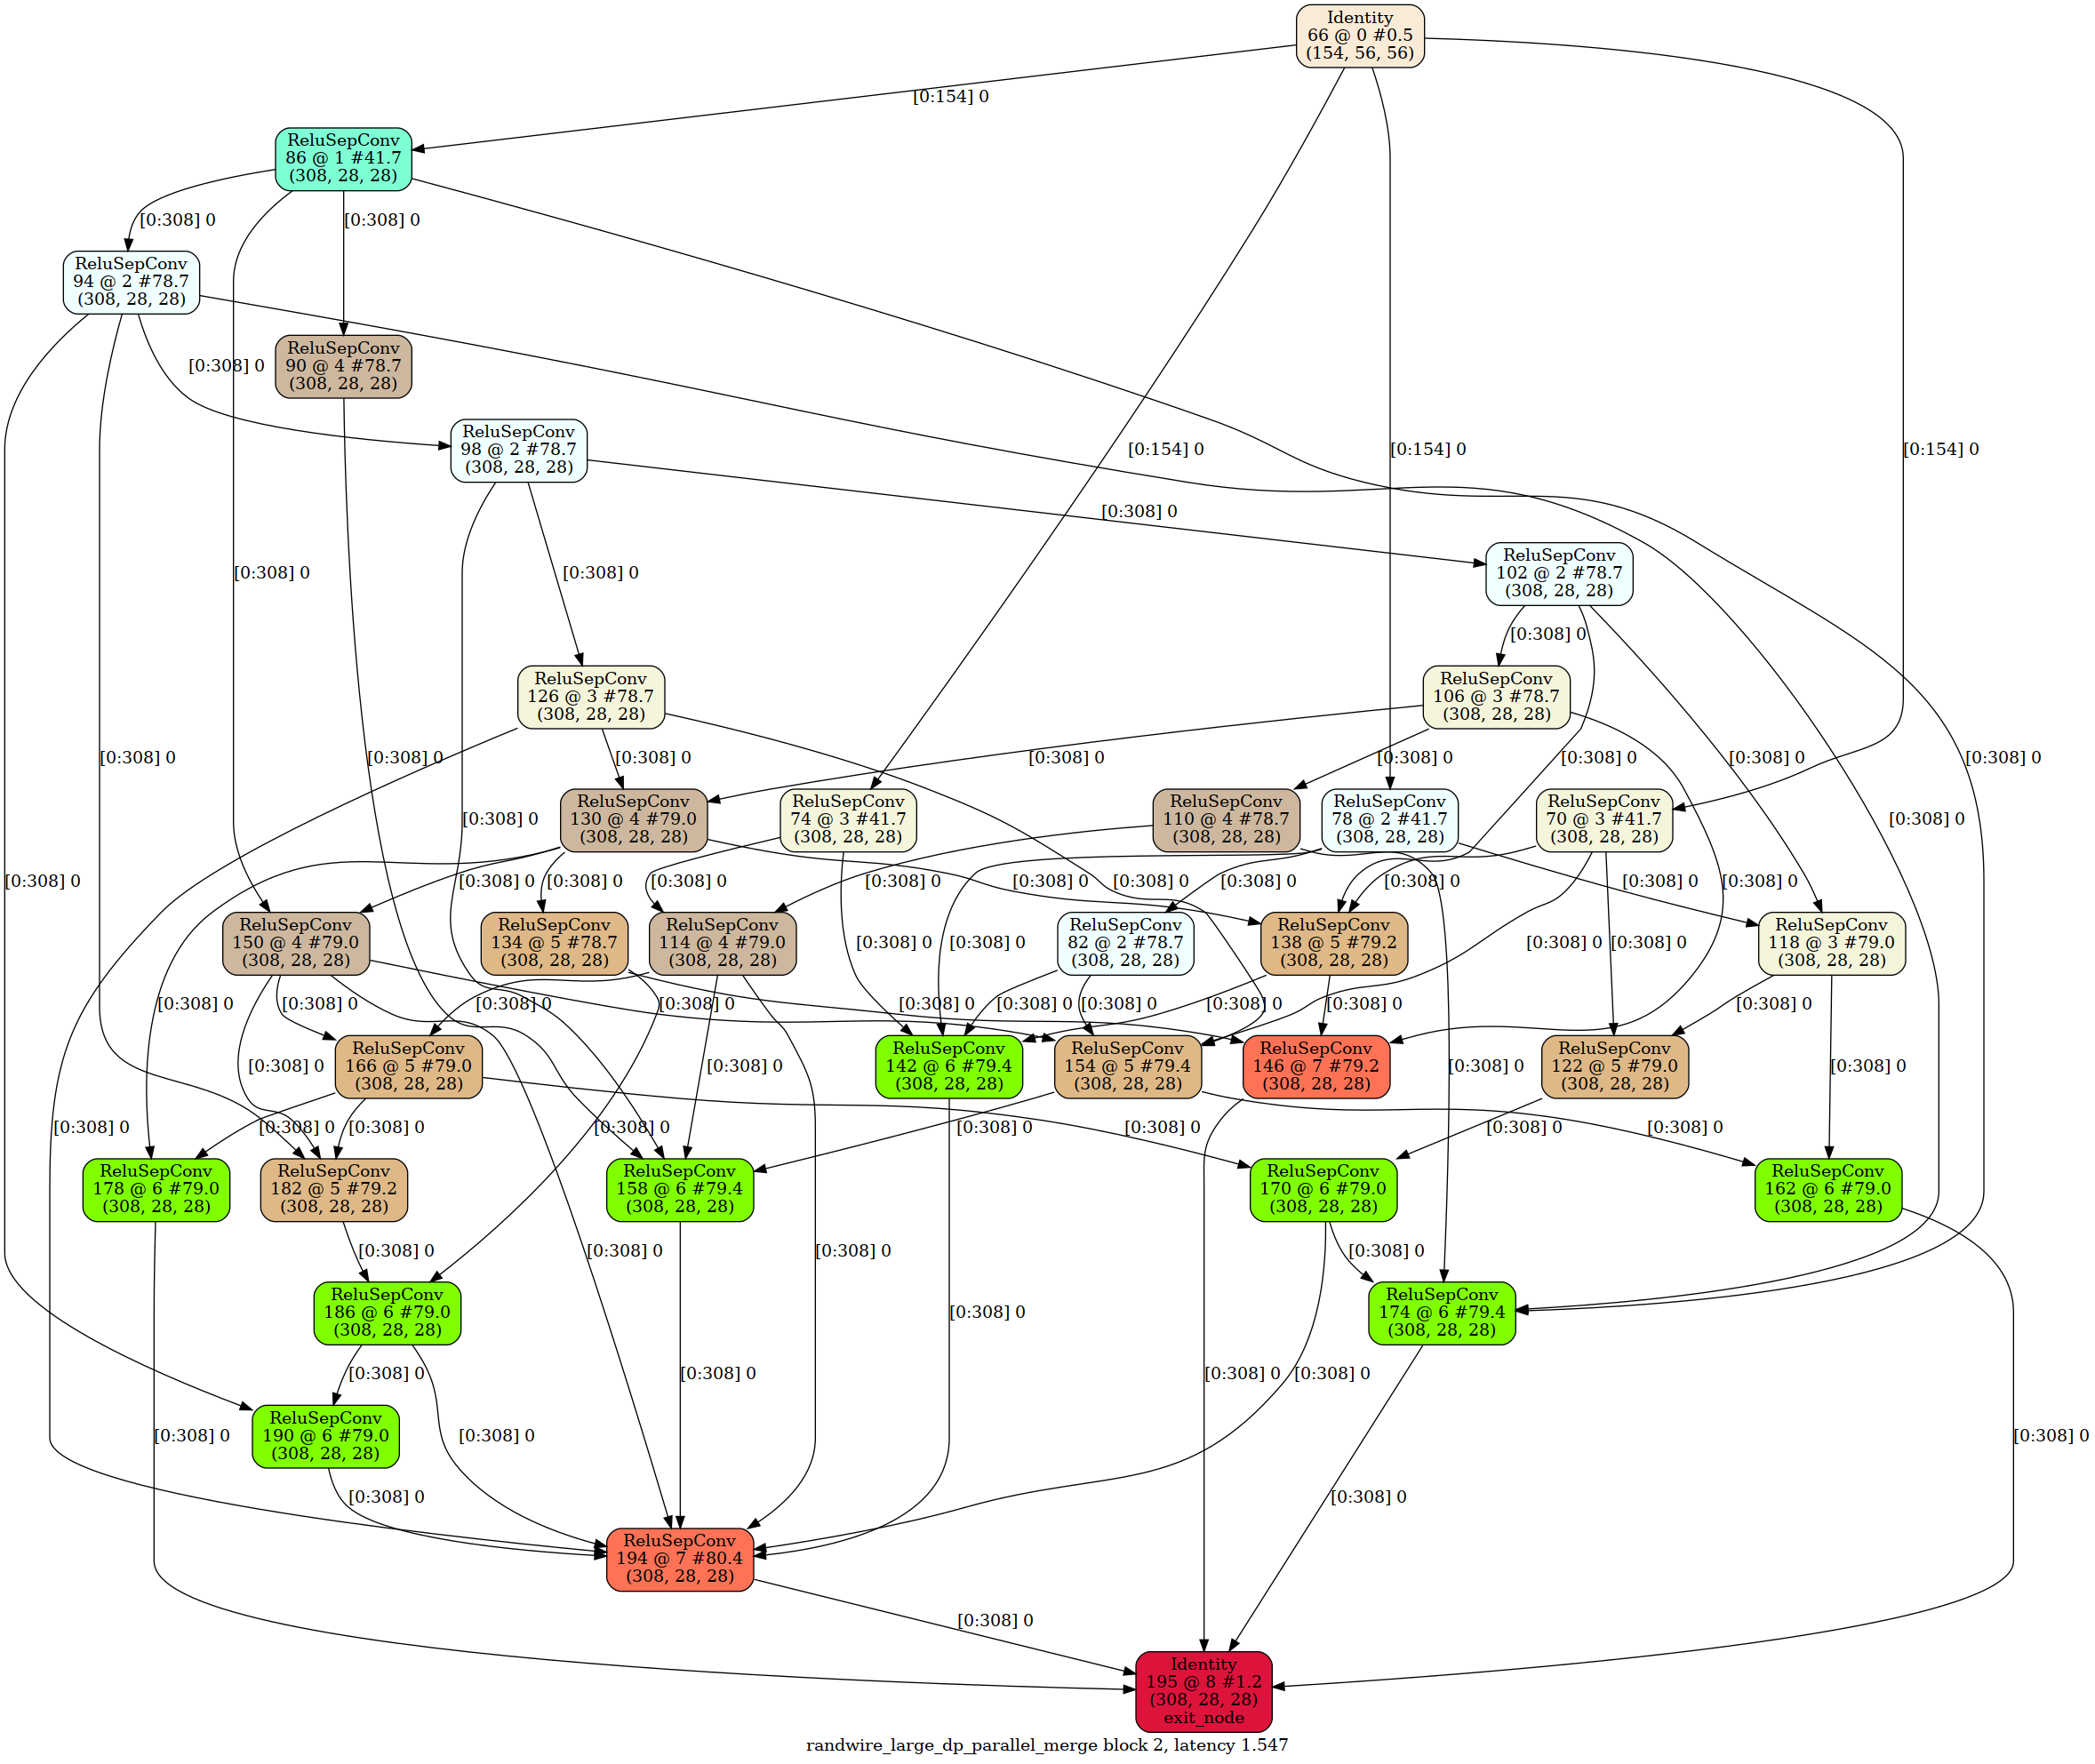 Identity
66 @ 0 #0.5
(154, 56, 56)
[0:154] 0
ReluSepConv
86 @ 1 #41.7
(308, 28, 28)
[0:308] 0
[0:308] 0
ReluSepConv
94 @ 2 #78.7
(308, 28, 28)
ReluSepConv
90 @ 4 #78.7
(308, 28, 28)
[0:308] 0
ReluSepConv
98 @ 2 #78.7
(308, 28, 28)
[0:154] 0
[0:154] 0
[0:154] 0
[0:308] 0
[0:308] 0
[0:308] 0
ReluSepConv
102 @ 2 #78.7
(308, 28, 28)
[0:308] 0
ReluSepConv
126 @ 3 #78.7
(308, 28, 28)
ReluSepConv
106 @ 3 #78.7
(308, 28, 28)
[0:308] 0
[0:308] 0
[0:308] 0
[0:308] 0
[0:308] 0
[0:308] 0
[0:308] 0
[0:308] 0
[0:308] 0
ReluSepConv
130 @ 4 #79.0
(308, 28, 28)
ReluSepConv
74 @ 3 #41.7
(308, 28, 28)
ReluSepConv
110 @ 4 #78.7
(308, 28, 28)
ReluSepConv
78 @ 2 #41.7
(308, 28, 28)
ReluSepConv
70 @ 3 #41.7
(308, 28, 28)
[0:308] 0
[0:308] 0
[0:308] 0
[0:308] 0
[0:308] 0
[0:308] 0
[0:308] 0
[0:308] 0
[0:308] 0
[0:308] 0
[0:308] 0
[0:308] 0
ReluSepConv
150 @ 4 #79.0
(308, 28, 28)
ReluSepConv
134 @ 5 #78.7
(308, 28, 28)
ReluSepConv
114 @ 4 #79.0
(308, 28, 28)
ReluSepConv
82 @ 2 #78.7
(308, 28, 28)
ReluSepConv
138 @ 5 #79.2
(308, 28, 28)
ReluSepConv
118 @ 3 #79.0
(308, 28, 28)
[0:308] 0
[0:308] 0
[0:308] 0
[0:308] 0
[0:308] 0
[0:308] 0
[0:308] 0
[0:308] 0
[0:308] 0
[0:308] 0
[0:308] 0
[0:308] 0
[0:308] 0
[0:308] 0
ReluSepConv
166 @ 5 #79.0
(308, 28, 28)
ReluSepConv
142 @ 6 #79.4
(308, 28, 28)
ReluSepConv
154 @ 5 #79.4
(308, 28, 28)
ReluSepConv
146 @ 7 #79.2
(308, 28, 28)
ReluSepConv
122 @ 5 #79.0
(308, 28, 28)
[0:308] 0
[0:308] 0
[0:308] 0
[0:308] 0
[0:308] 0
[0:308] 0
[0:308] 0
[0:308] 0
[0:308] 0
[0:308] 0
[0:308] 0
[0:308] 0
ReluSepConv
178 @ 6 #79.0
(308, 28, 28)
ReluSepConv
182 @ 5 #79.2
(308, 28, 28)
ReluSepConv
158 @ 6 #79.4
(308, 28, 28)
ReluSepConv
170 @ 6 #79.0
(308, 28, 28)
ReluSepConv
162 @ 6 #79.0
(308, 28, 28)
[0:308] 0
[0:308] 0
[0:308] 0
[0:308] 0
ReluSepConv
186 @ 6 #79.0
(308, 28, 28)
[0:308] 0
ReluSepConv
174 @ 6 #79.4
(308, 28, 28)
[0:308] 0
[0:308] 0
[0:308] 0
[0:308] 0
[0:308] 0
ReluSepConv
190 @ 6 #79.0
(308, 28, 28)
[0:308] 0
[0:308] 0
[0:308] 0
[0:308] 0
ReluSepConv
194 @ 7 #80.4
(308, 28, 28)
[0:308] 0
Identity
195 @ 8 #1.2
(308, 28, 28)
exit_node
randwire_large_dp_parallel_merge block 2, latency 1.547